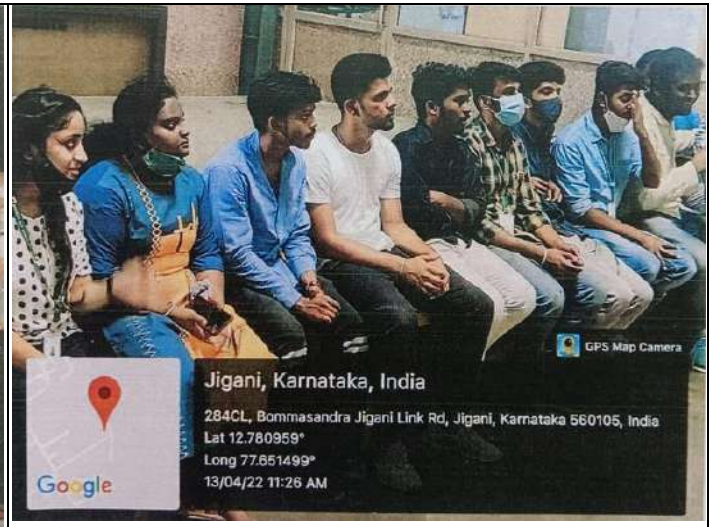 GPS Map Camera
Jigani, Karnataka, India
284CL, Bommasandra Jigani Link Rd, Jigani, Karnataka 560105, India
Lat 12.780959°
Long 77.651499°
13/04/22 11:26 AM
Google